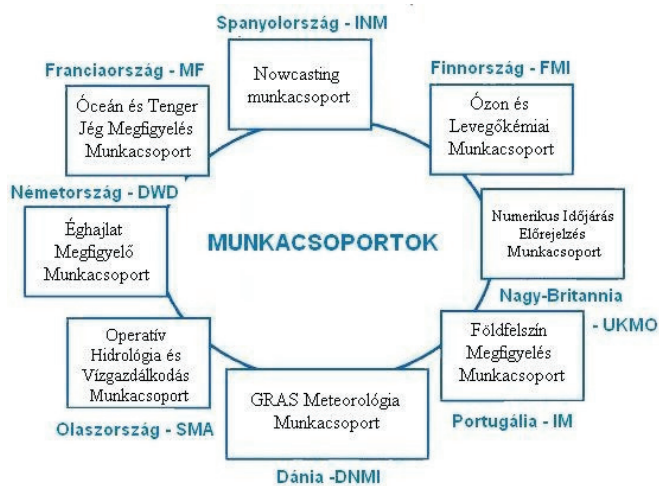 Spanyolország - INM
Nowcasting
munkacsoport
Franciaország - MF
Óceán és Tenger
Jég Megfigyelés
Munkacsoport
Finnország - FMI
Ózon és
Levegőkémiai
Munkacsoport
Németország - DWD
Éghajlat
Megfigyelő
Munkacsoport
MUNKACSOPORTOK
Numerikus Időjárás
Előrejelzés
Munkacsoport
Nagy-Britannia
- UKMO
Operatív
Hidrológia és
Vízgazdálkodás
Munkacsoport
Olaszország - SMA
GRAS Meteorológia
Munkacsoport
Dánia -DNMI
Földfelszín
Megfigyelés
Munkacsoport
Portugália - IM